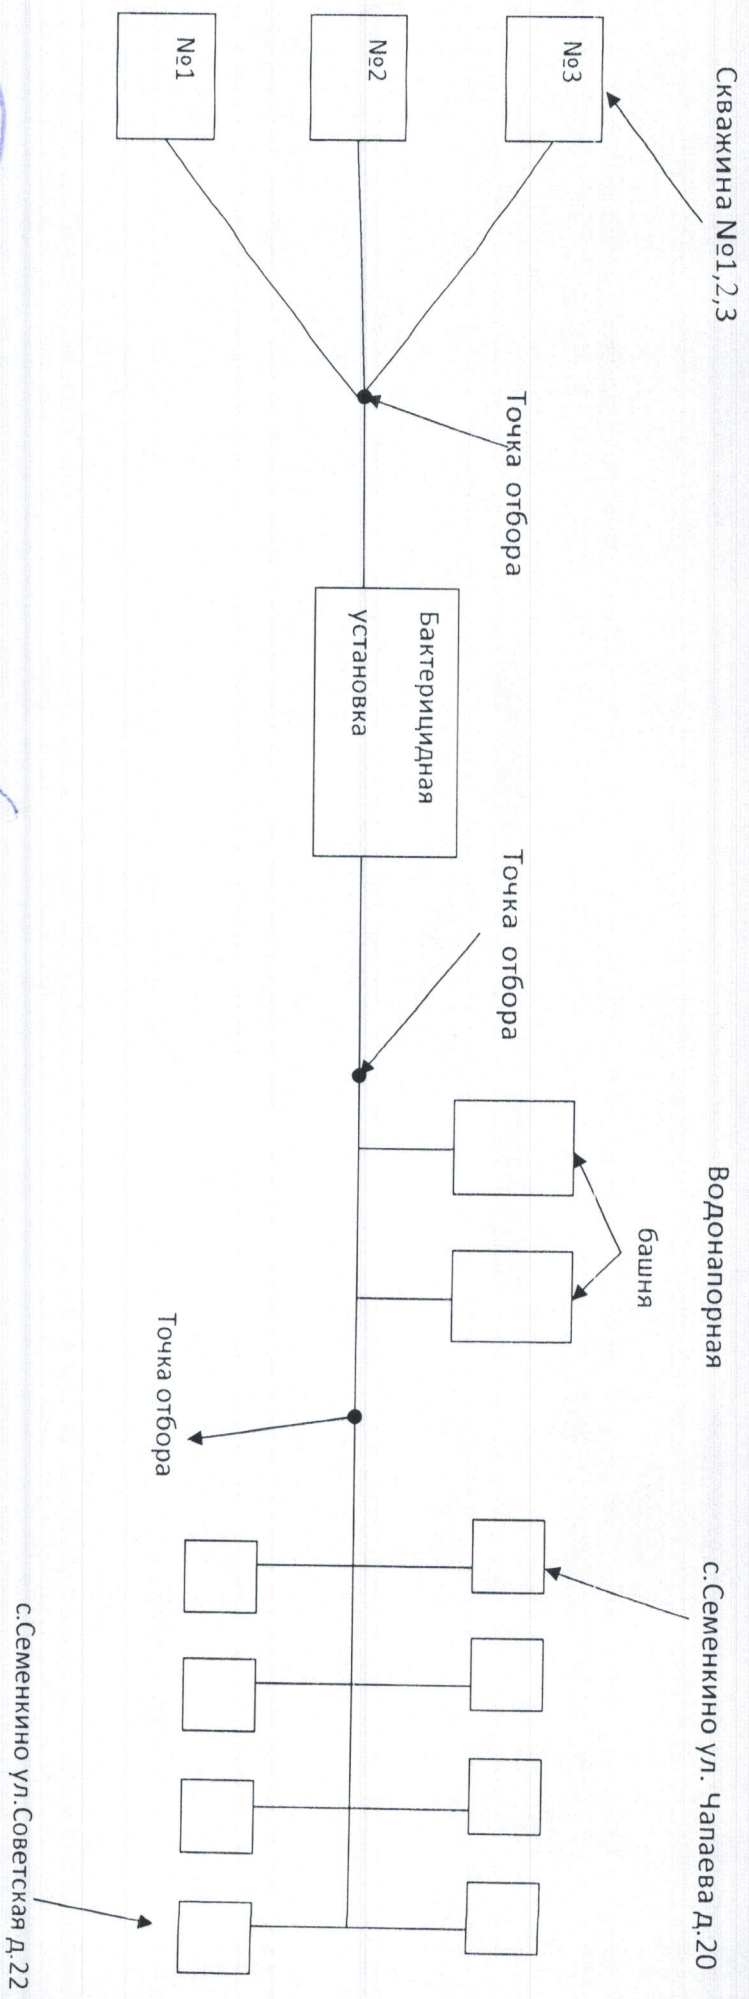 Скважина №1,2,3
№3
№2
№1
Точка отбора
Бактерицидная
установка
Точка отбора
Водонапорная
башня
Точка отбора
с.Семенкино ул. Чапаева д.20
с.Семенкино ул.Советская д.22